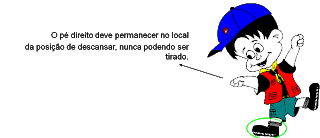 O pé direito deve permanecer no local
da posição de descansar, nunca podendo ser
tirado.